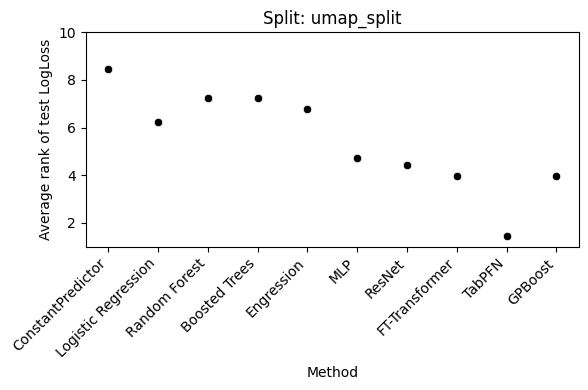 Split: umap_split
Average rank of test LogLoss
10
8
6
4
2
ConstantPredictor
Logistic Regression
Random Forest
Boosted Trees
Engression
MLP
ResNet
FT-Transformer
TabPFN
GPBoost
Method